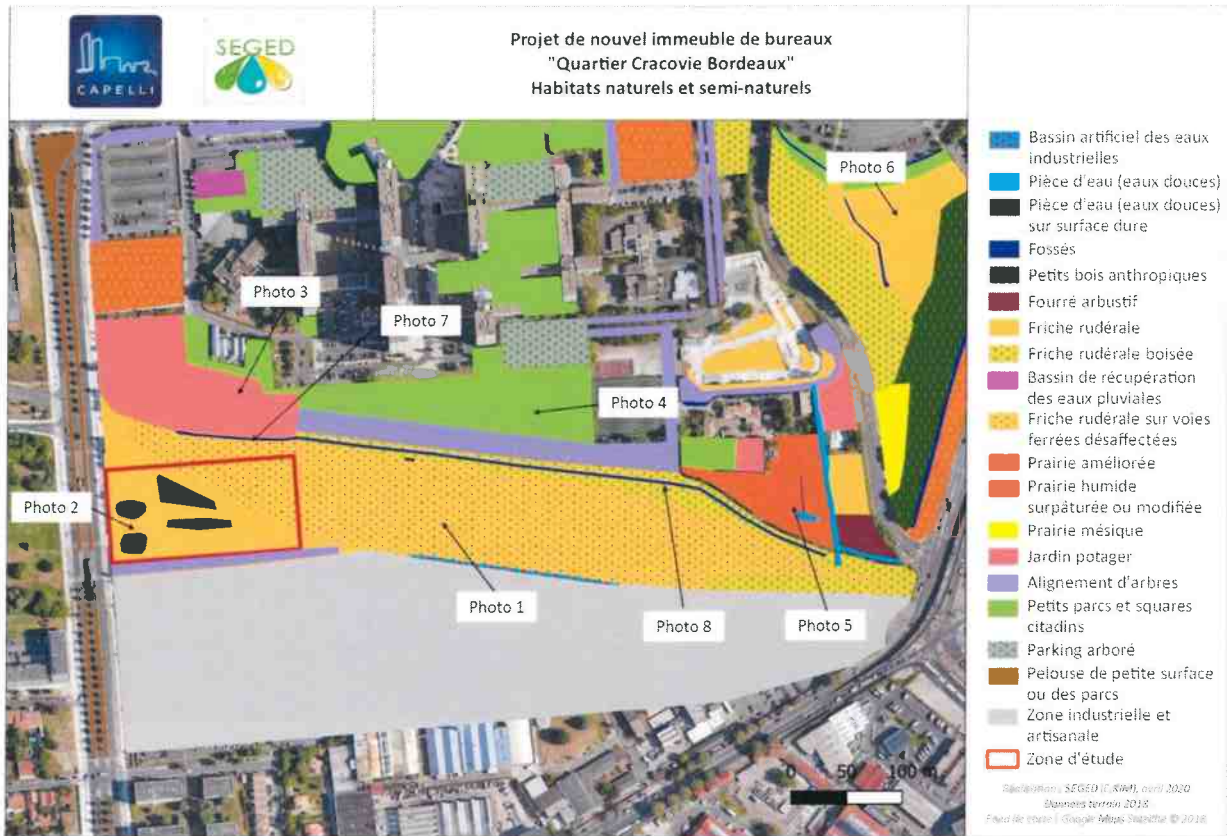 CAPELLI
SEGED
Projet de nouvel immeuble de bureaux
"Quartier Cracovie Bordeaux"
Habitats naturels et semi-naturels
Photo 6
Photo 3
Photo 7
Photo 4
Photo 2
Photo 1
Photo 8
Photo 5
0 50 100 m
Bassin artificiel des eaux
industrielles
Pièce d'eau (eaux douces)
Pièce d'eau (eaux douces)
sur surface dure
Fossés
Petits bois anthropiques
Fourré arbustif
Friche rudérale
Friche rudérale boisée
Bassin de récupération
des eaux pluviales
Friche rudérale sur voies
ferrées désaffectées
Prairie améliorée
Prairie humide
surpâturée ou modifiée
Prairie mésique
Jardin potager
Alignement d'arbres
Petits parcs et squares
citadins
Parking arboré
Pelouse de petite surface
ou des parcs
Zone industrielle et
artisanale
Zone d'étude
SEGED (E.KIM), avril 2020
Données terrain 2018
Fond de carte : Google Maps Satellite © 2018